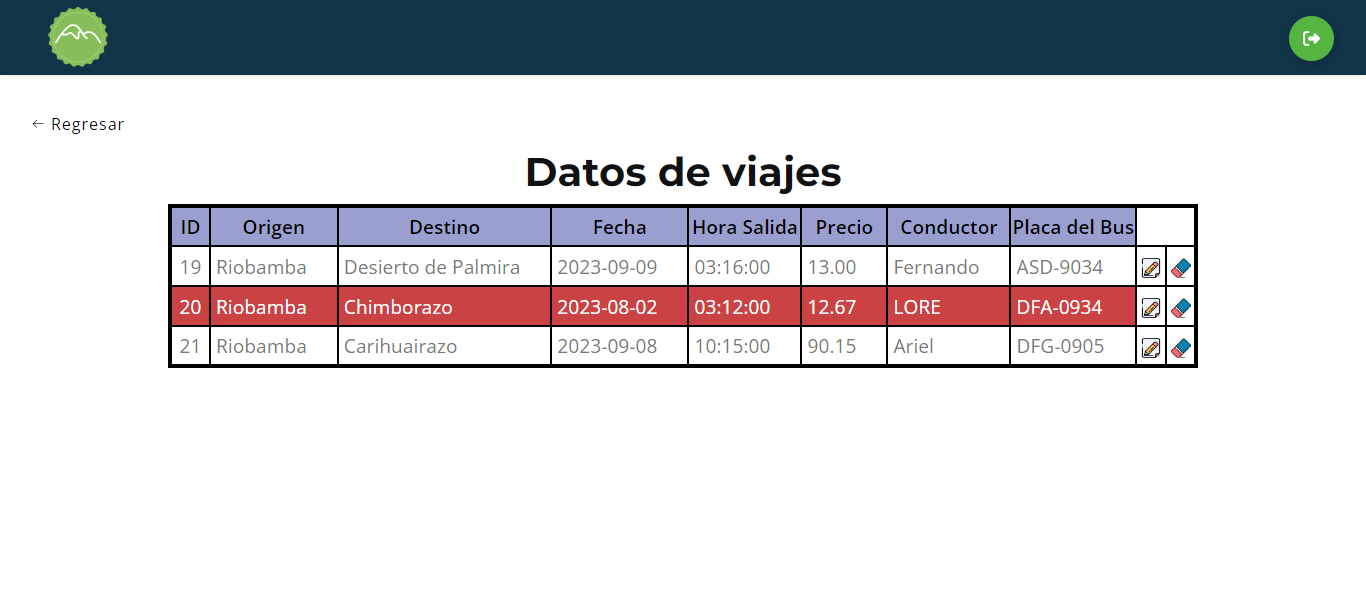 ← Regresar
Datos de viajes
ID Origen Destino Fecha Hora Salida Precio Conductor Placa del Bus
19 Riobamba Desierto de Palmira 2023-09-09 03:16:00 13.00 Fernando ASD-9034
20 Riobamba Chimborazo 2023-08-02 03:12:00 12.67 LORE DFA-0934
21 Riobamba Carihuairazo 2023-09-08 10:15:00 90.15 Ariel DFG-0905